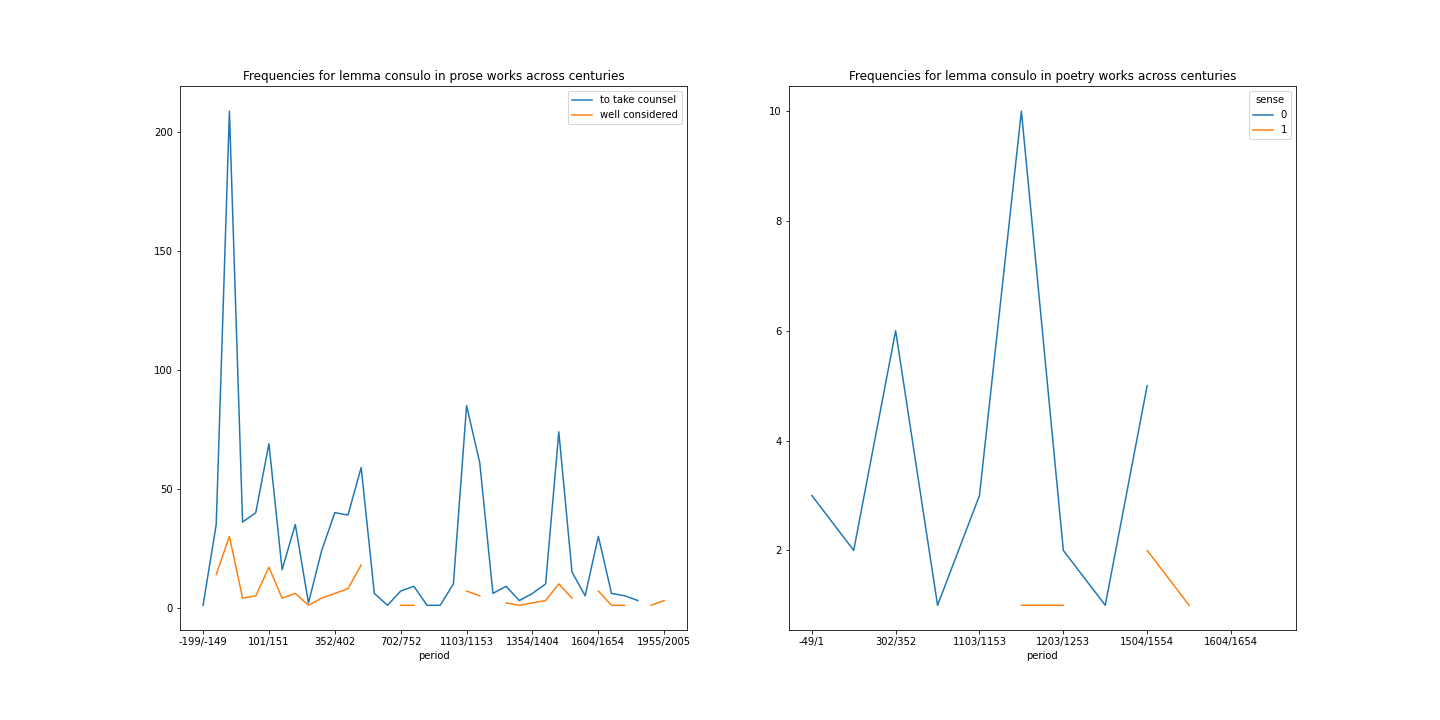 Frequencies for lemma consulo in prose works across centuries
to take counsel
well considered
200
150
100
50
0
-199/-149 101/151 352/402 702/752 1103/1153 1354/1404 1604/1654 1955/2005
period
Frequencies for lemma consulo in poetry works across centuries
sense
0
1
10
8
6
4
2
-49/1 302/352 1103/1153 1203/1253 1504/1554 1604/1654
period